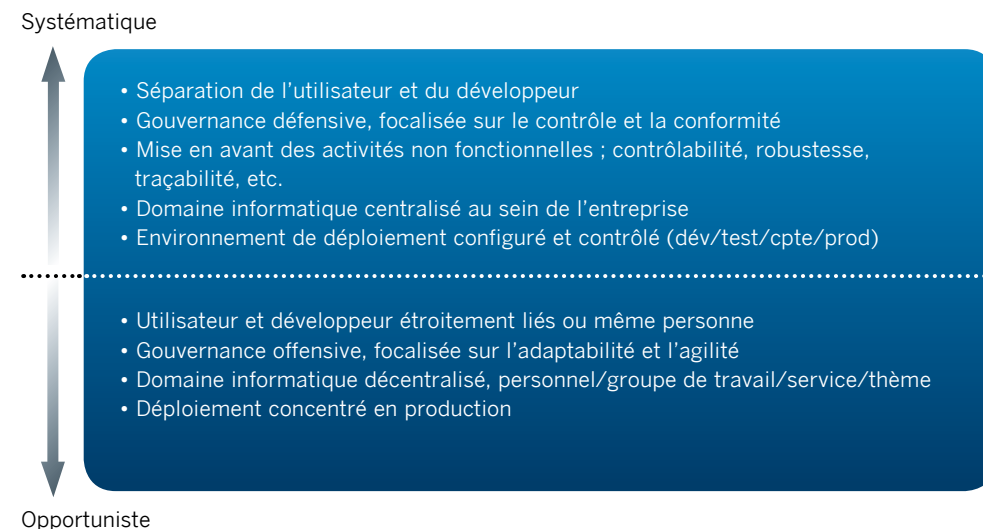 Systématique
• Séparation de l’utilisateur et du développeur
• Gouvernance défensive, focalisée sur le contrôle et la conformité
• Mise en avant des activités non fonctionnelles ; contrôlabilité, robustesse,
traçabilité, etc.
• Domaine informatique centralisé au sein de l’entreprise
• Environnement de déploiement configuré et contrôlé (dév/test/cpte/prod)
• Utilisateur et développeur étroitement liés ou même personne
• Gouvernance offensive, focalisée sur l’adaptabilité et l’agilité
• Domaine informatique décentralisé, personnel/groupe de travail/service/thème
• Déploiement concentré en production
Opportuniste